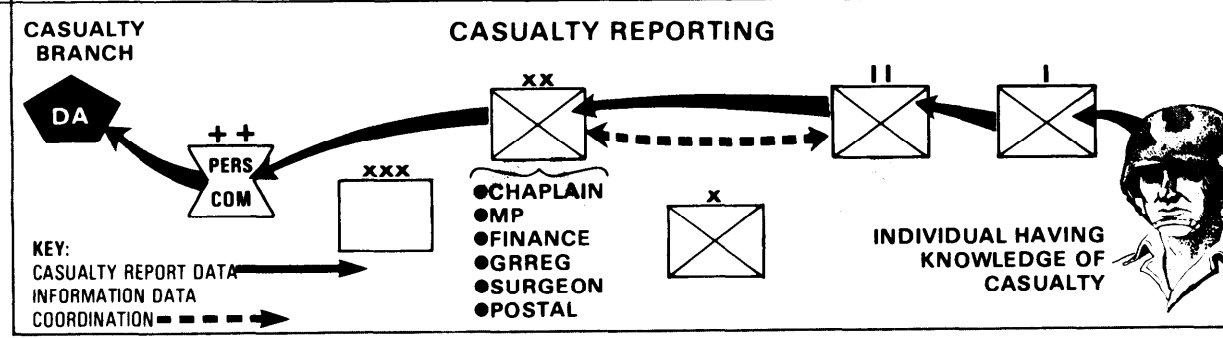 CASUALTY REPORTING
CASUALTY
BRANCH
DA
+ +
PERS
COM
xxx
xx
●CHAPLAIN
●MP
●FINANCE
●GRREG
●SURGEON
●POSTAL
x
II
I
INDIVIDUAL HAVING
KNOWLEDGE OF
CASUALTY
KEY:
CASUALTY REPORT DATA
INFORMATION DATA
COORDINATION